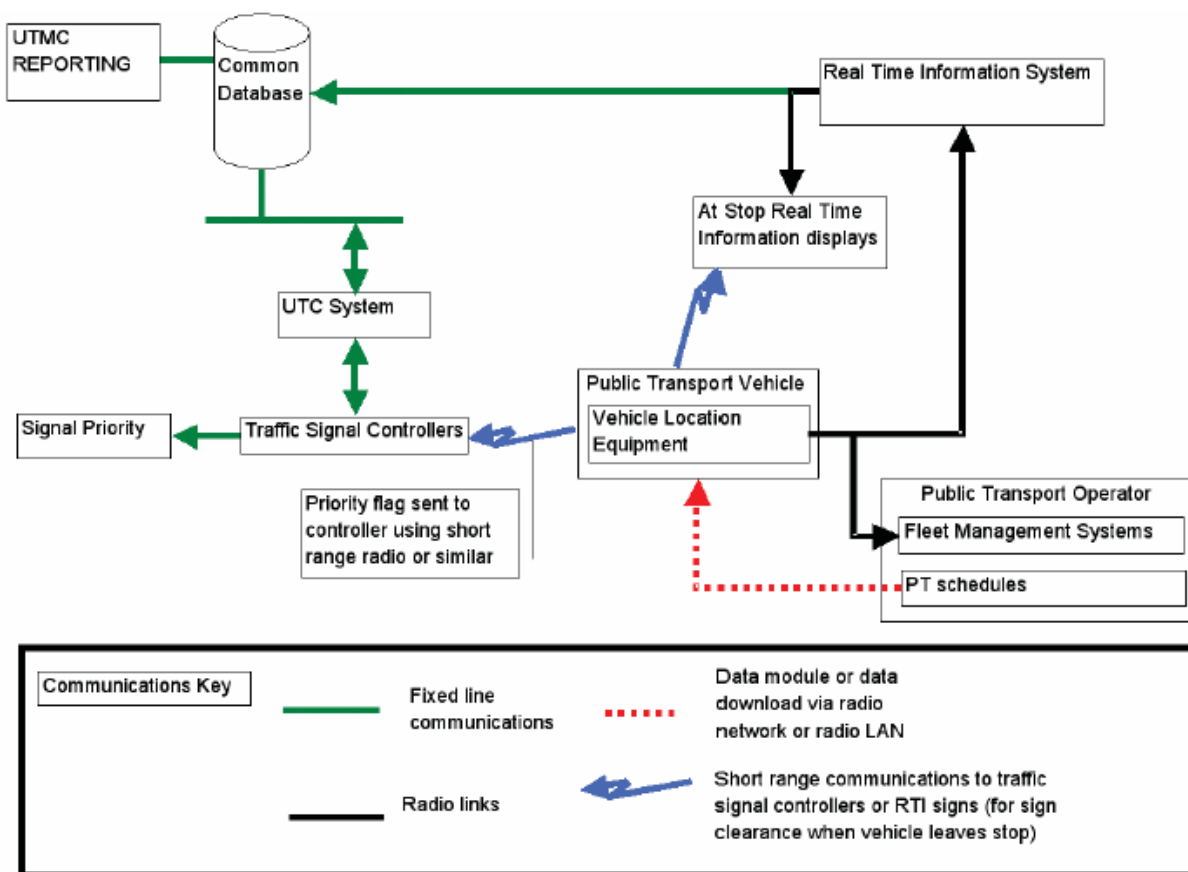 UTMC
REPORTING
Common
Database
Real Time Information System
At Stop Real Time
Information displays
UTC System
Public Transport Vehicle
Vehicle Location
Equipment
Signal Priority
Traffic Signal Controllers
Priority flag sent to
controller using short
range radio or similar
Public Transport Operator
Fleet Management Systems
PT schedules
Communications Key
Fixed line
communications
Data module or data
download via radio
network or radio LAN
Radio links
Short range communications to traffic
signal controllers or RTI signs (for sign
clearance when vehicle leaves stop)